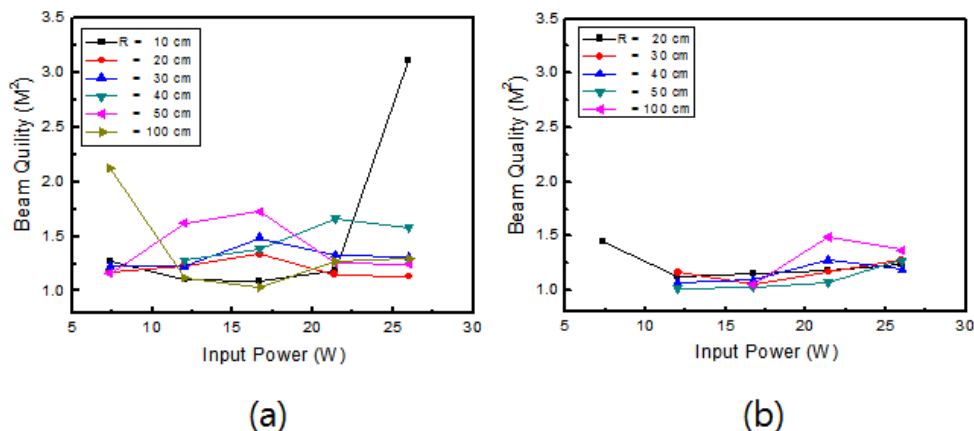 3.5
3.0
2.5
2.0
1.5
1.0
Beam Quility (M²)
R = 10 cm
= 20 cm
= 30 cm
= 40 cm
= 50 cm
= 100 cm
5 10 15 20 25 30
Input Power (W)
(a)
3.5
3.0
2.5
2.0
1.5
1.0
Beam Quality (M²)
R = 20 cm
= 30 cm
= 40 cm
= 50 cm
= 100 cm
5 10 15 20 25 30
Input Power (W)
(b)